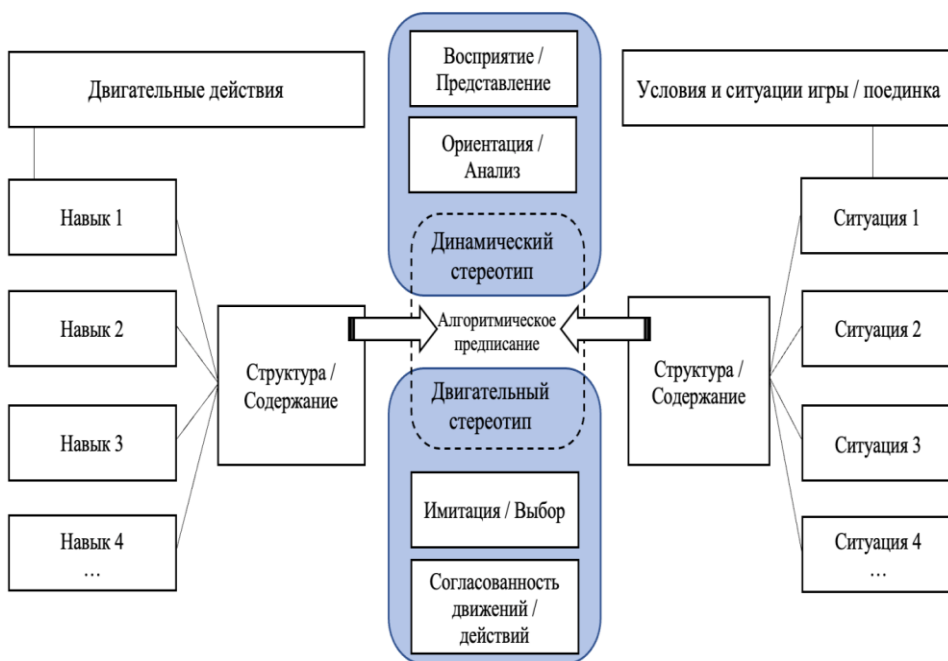 Двигательные действия
Навык 1
Навык 2
Навык 3
Навык 4
…
Структура /
Содержание
Восприятие /
Представление
Ориентация /
Анализ
Динамический
стереотип
Алгоритмическое
предписание
Двигательный
стереотип
Имитация / Выбор
Согласованность
движений /
действий
Условия и ситуации игры / поединка
Структура /
Содержание
Ситуация 1
Ситуация 2
Ситуация 3
Ситуация 4
…